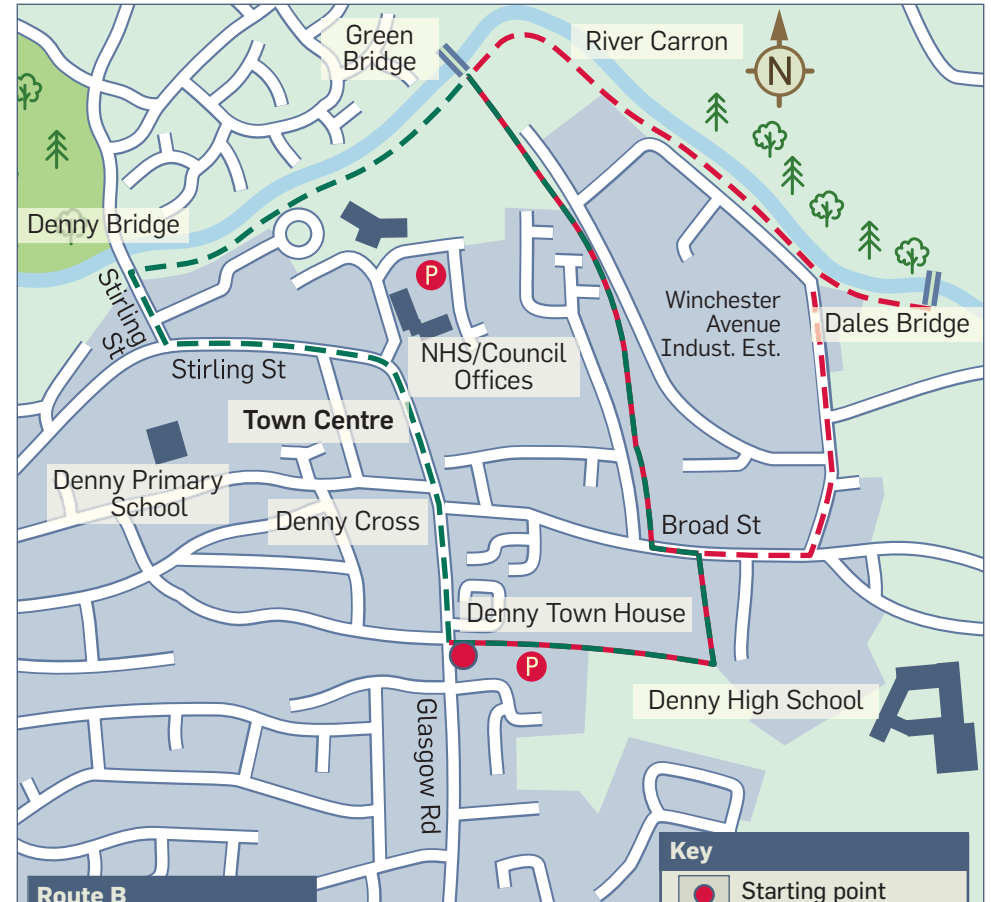 Green
Bridge
River Carron
N
Denny Bridge
P
Stirling
St
Winchester
Avenue
Indust. Est.
Dales Bridge
NHS/Council
Offices
Stirling St
Town Centre
Denny Primary
School
Denny Cross
Broad St
Denny Town House
P
Denny High School
Glasgow Rd
Key
Starting point
Route B